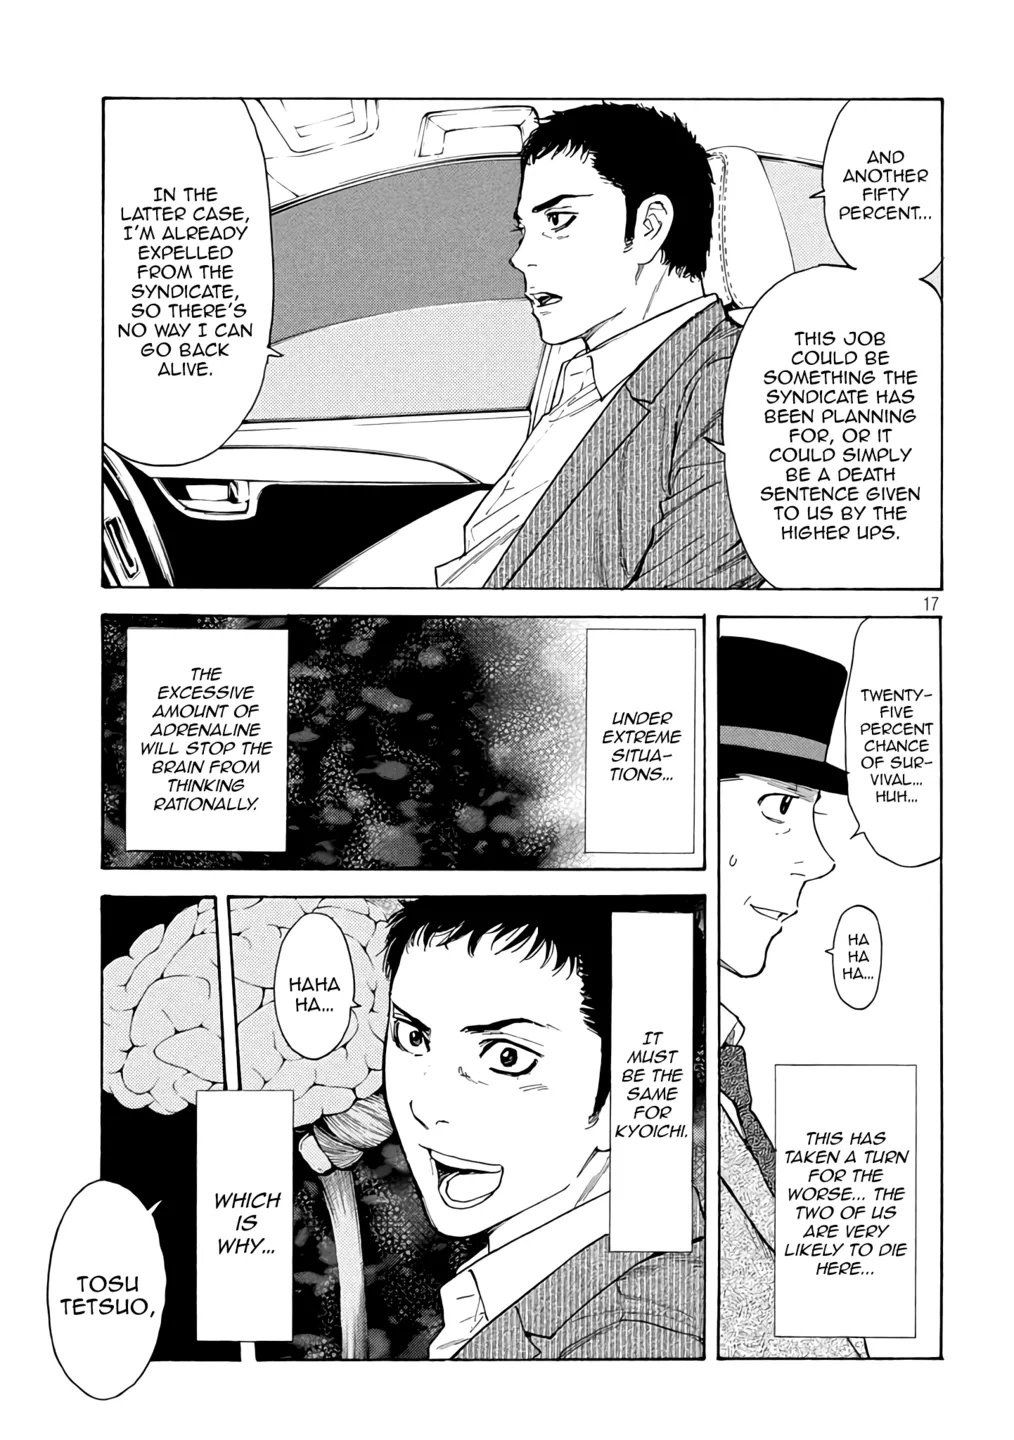 AND
ANOTHER
FIFTY
PERCENT...
THIS JOB
COULD BE
SOMETHING THE
SYNDICATE HAS
BEEN PLANNING
FOR, OR IT
COULD SIMPLY
BE A DEATH
SENTENCE GIVEN
TO US BY THE
HIGHER UPS.
IN THE
LATTER CASE,
I'M ALREADY
EXPELLED
FROM THE
SYNDICATE,
SO THERE'S
NO WAY I CAN
GO BACK
ALIVE.
17
TWENTY-
FIVE
PERCENT
CHANCE
OF SUR-
VIVAL...
HUH...
HA
HA
HA...
THIS HAS
TAKEN A TURN
FOR THE
WORSE... THE
TWO OF US
ARE VERY
LIKELY TO DIE
HERE...
UNDER
EXTREME
SITUA-
TIONS...
THE
EXCESSIVE
AMOUNT OF
ADRENALINE
WILL STOP THE
BRAIN FROM
THINKING
RATIONALLY.
IT
MUST
BE THE
SAME
FOR
KYOICHI.
HAHA
HA...
WHICH
IS
WHY...
TOSU
TETSUO,